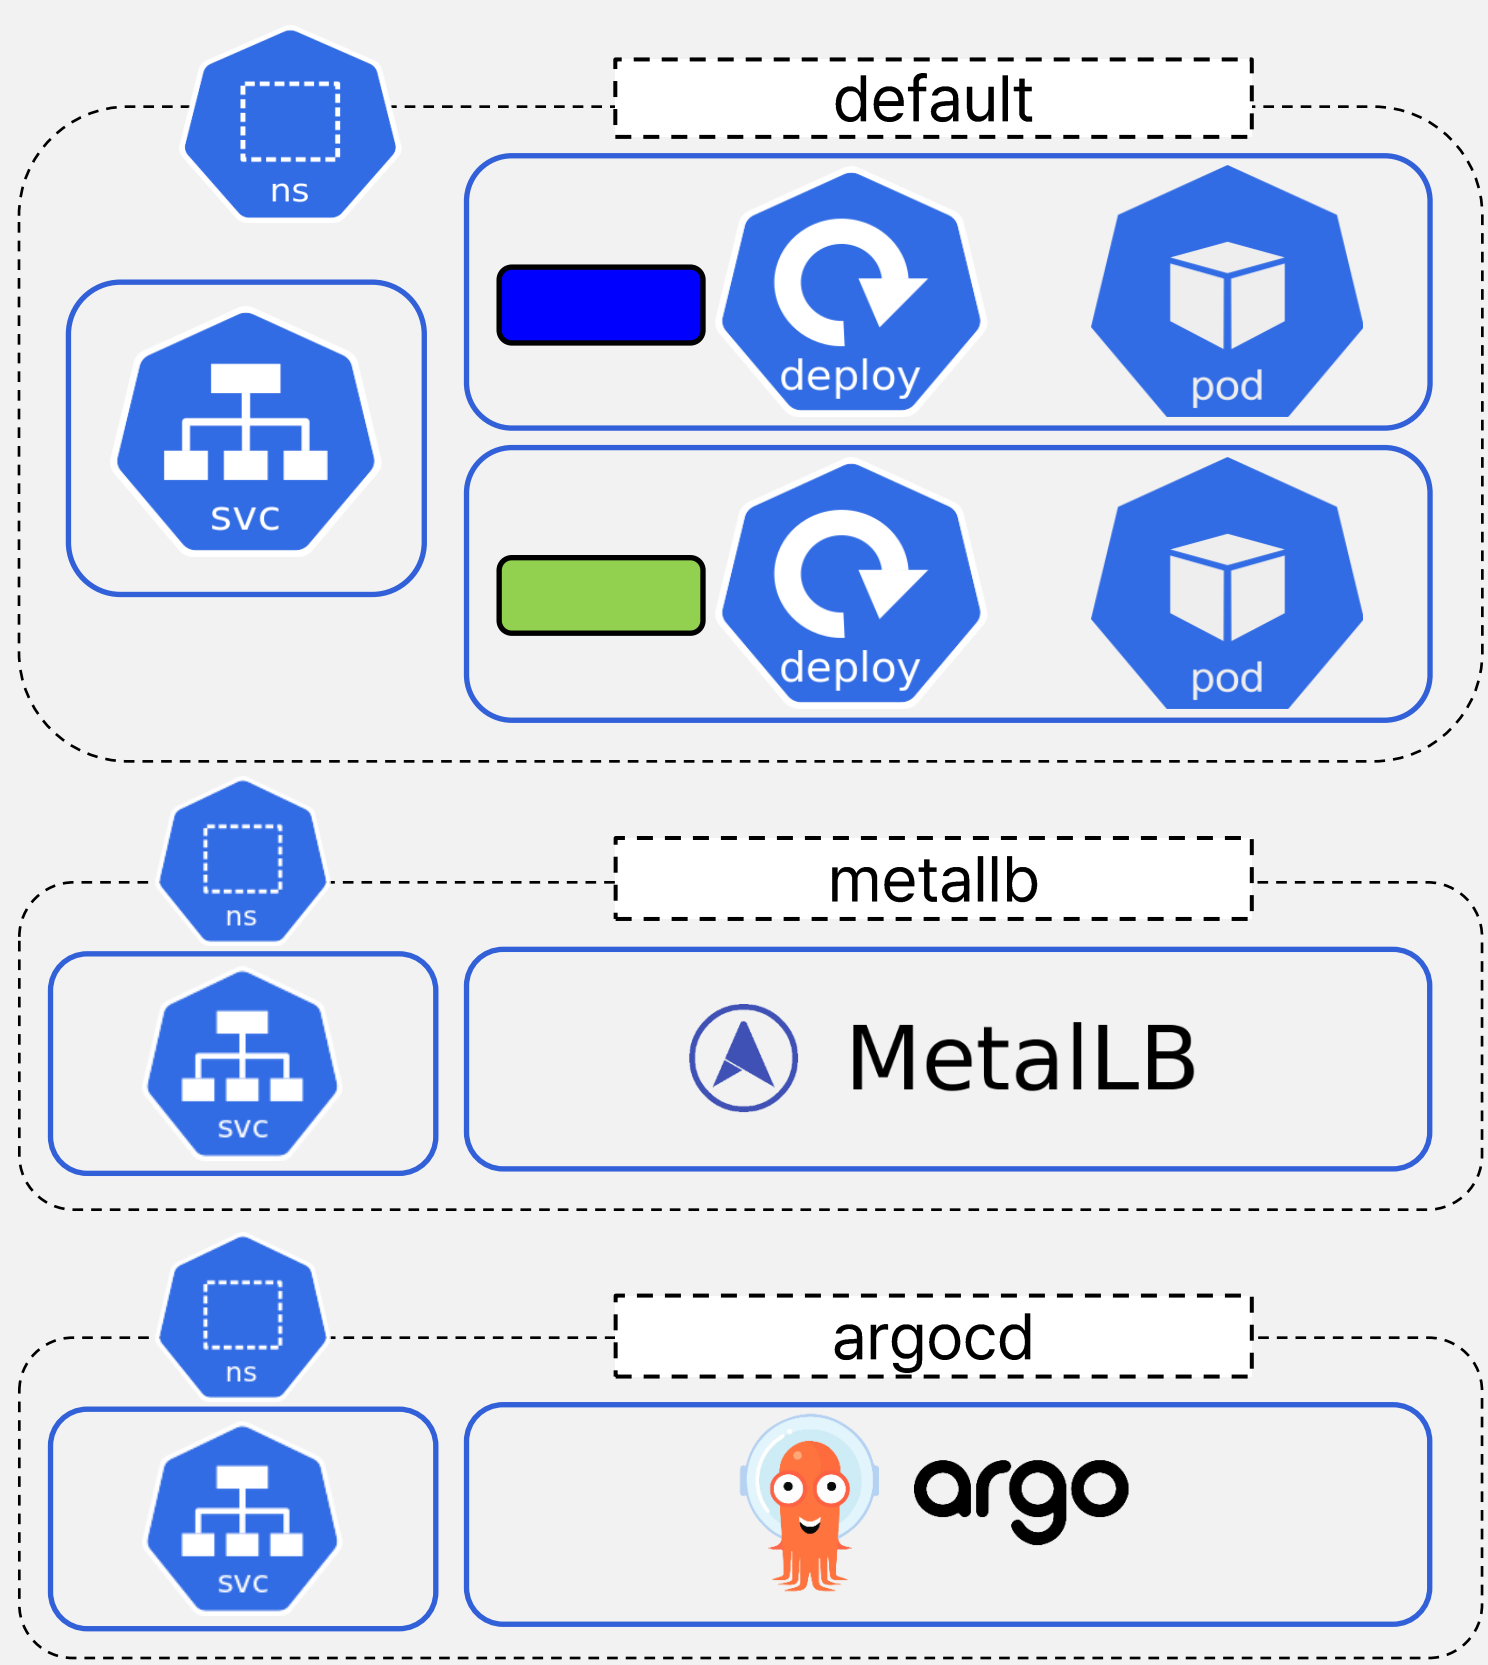 default
ns
deploy
pod
svc
deploy
pod
metallb
ns
svc
MetalLB
argocd
ns
svc
argo